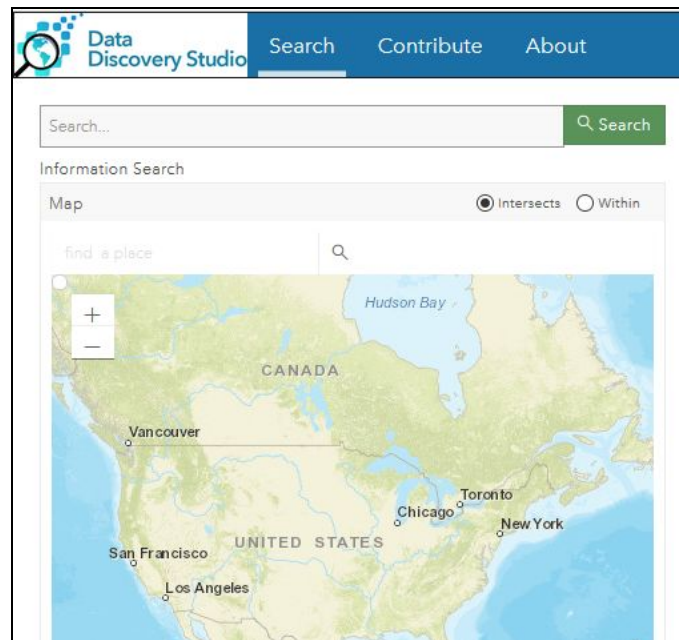 Data
Discovery Studio
Search Contribute About
Search...
Search
Information Search
Map
Intersects Within
find a place
+
−
Hudson Bay
CANADA
Vancouver
Toronto
Chicago
New York
San Francisco
UNITED STATES
Los Angeles